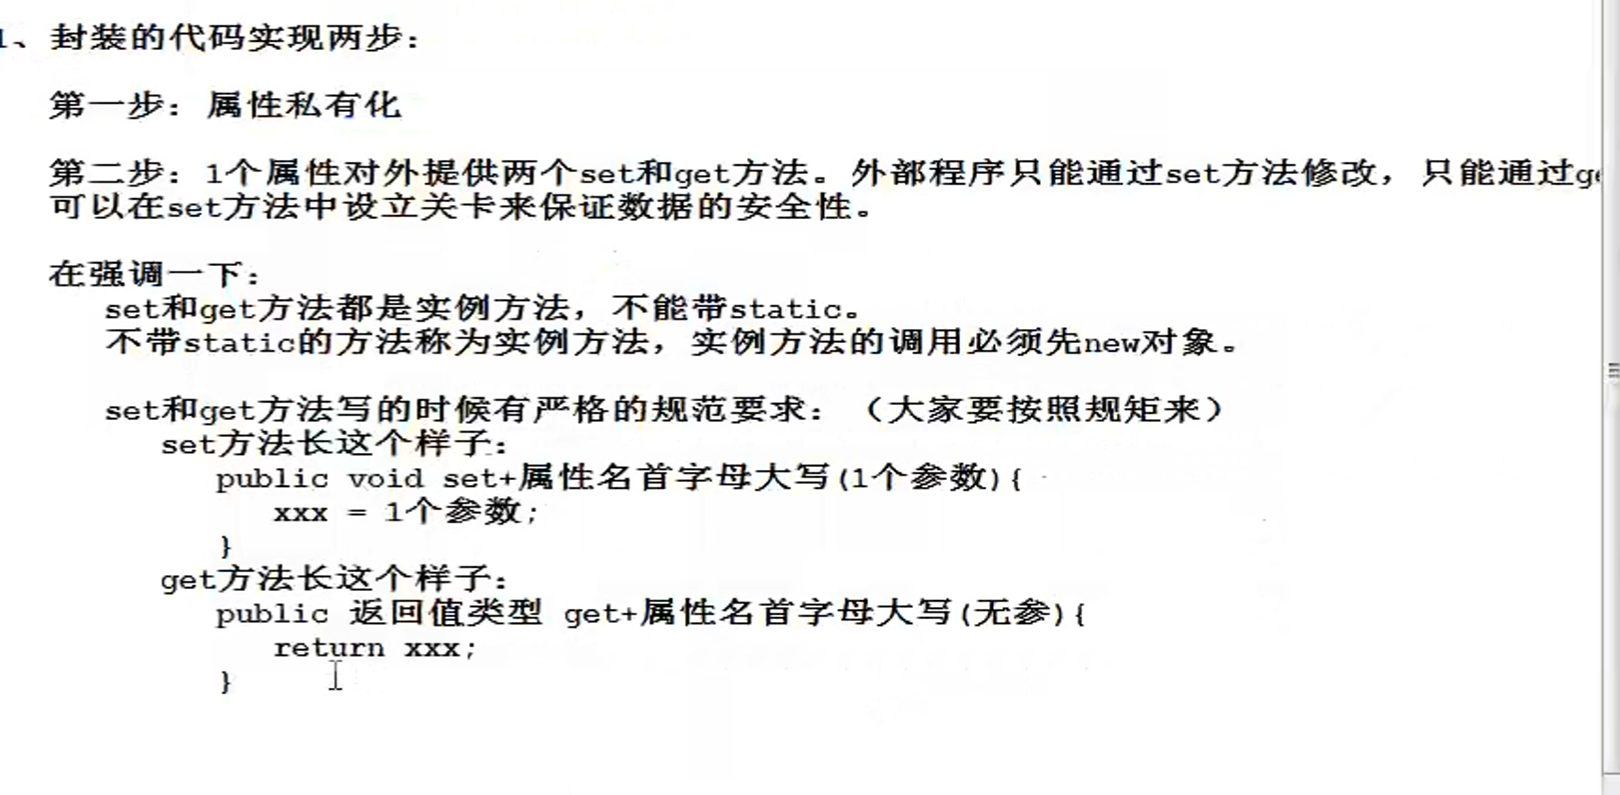 1、封装的代码实现两步：
第一步：属性私有化
第二步：1个属性对外提供两个set和get方法。外部程序只能通过set方法修改，只能通过ge
可以在set方法中设立关卡来保证数据的安全性。
在强调一下：
set和get方法都是实例方法，不能带static。
不带static的方法称为实例方法，实例方法的调用必须先new对象。
set和get方法写的时候有严格的规范要求：（大家要按照规矩来）
set方法长这个样子：
public void set+属性名首字母大写(1个参数){
xxx = 1个参数;
}
get方法长这个样子：
public 返回值类型 get+属性名首字母大写(无参){
return xxx;
}